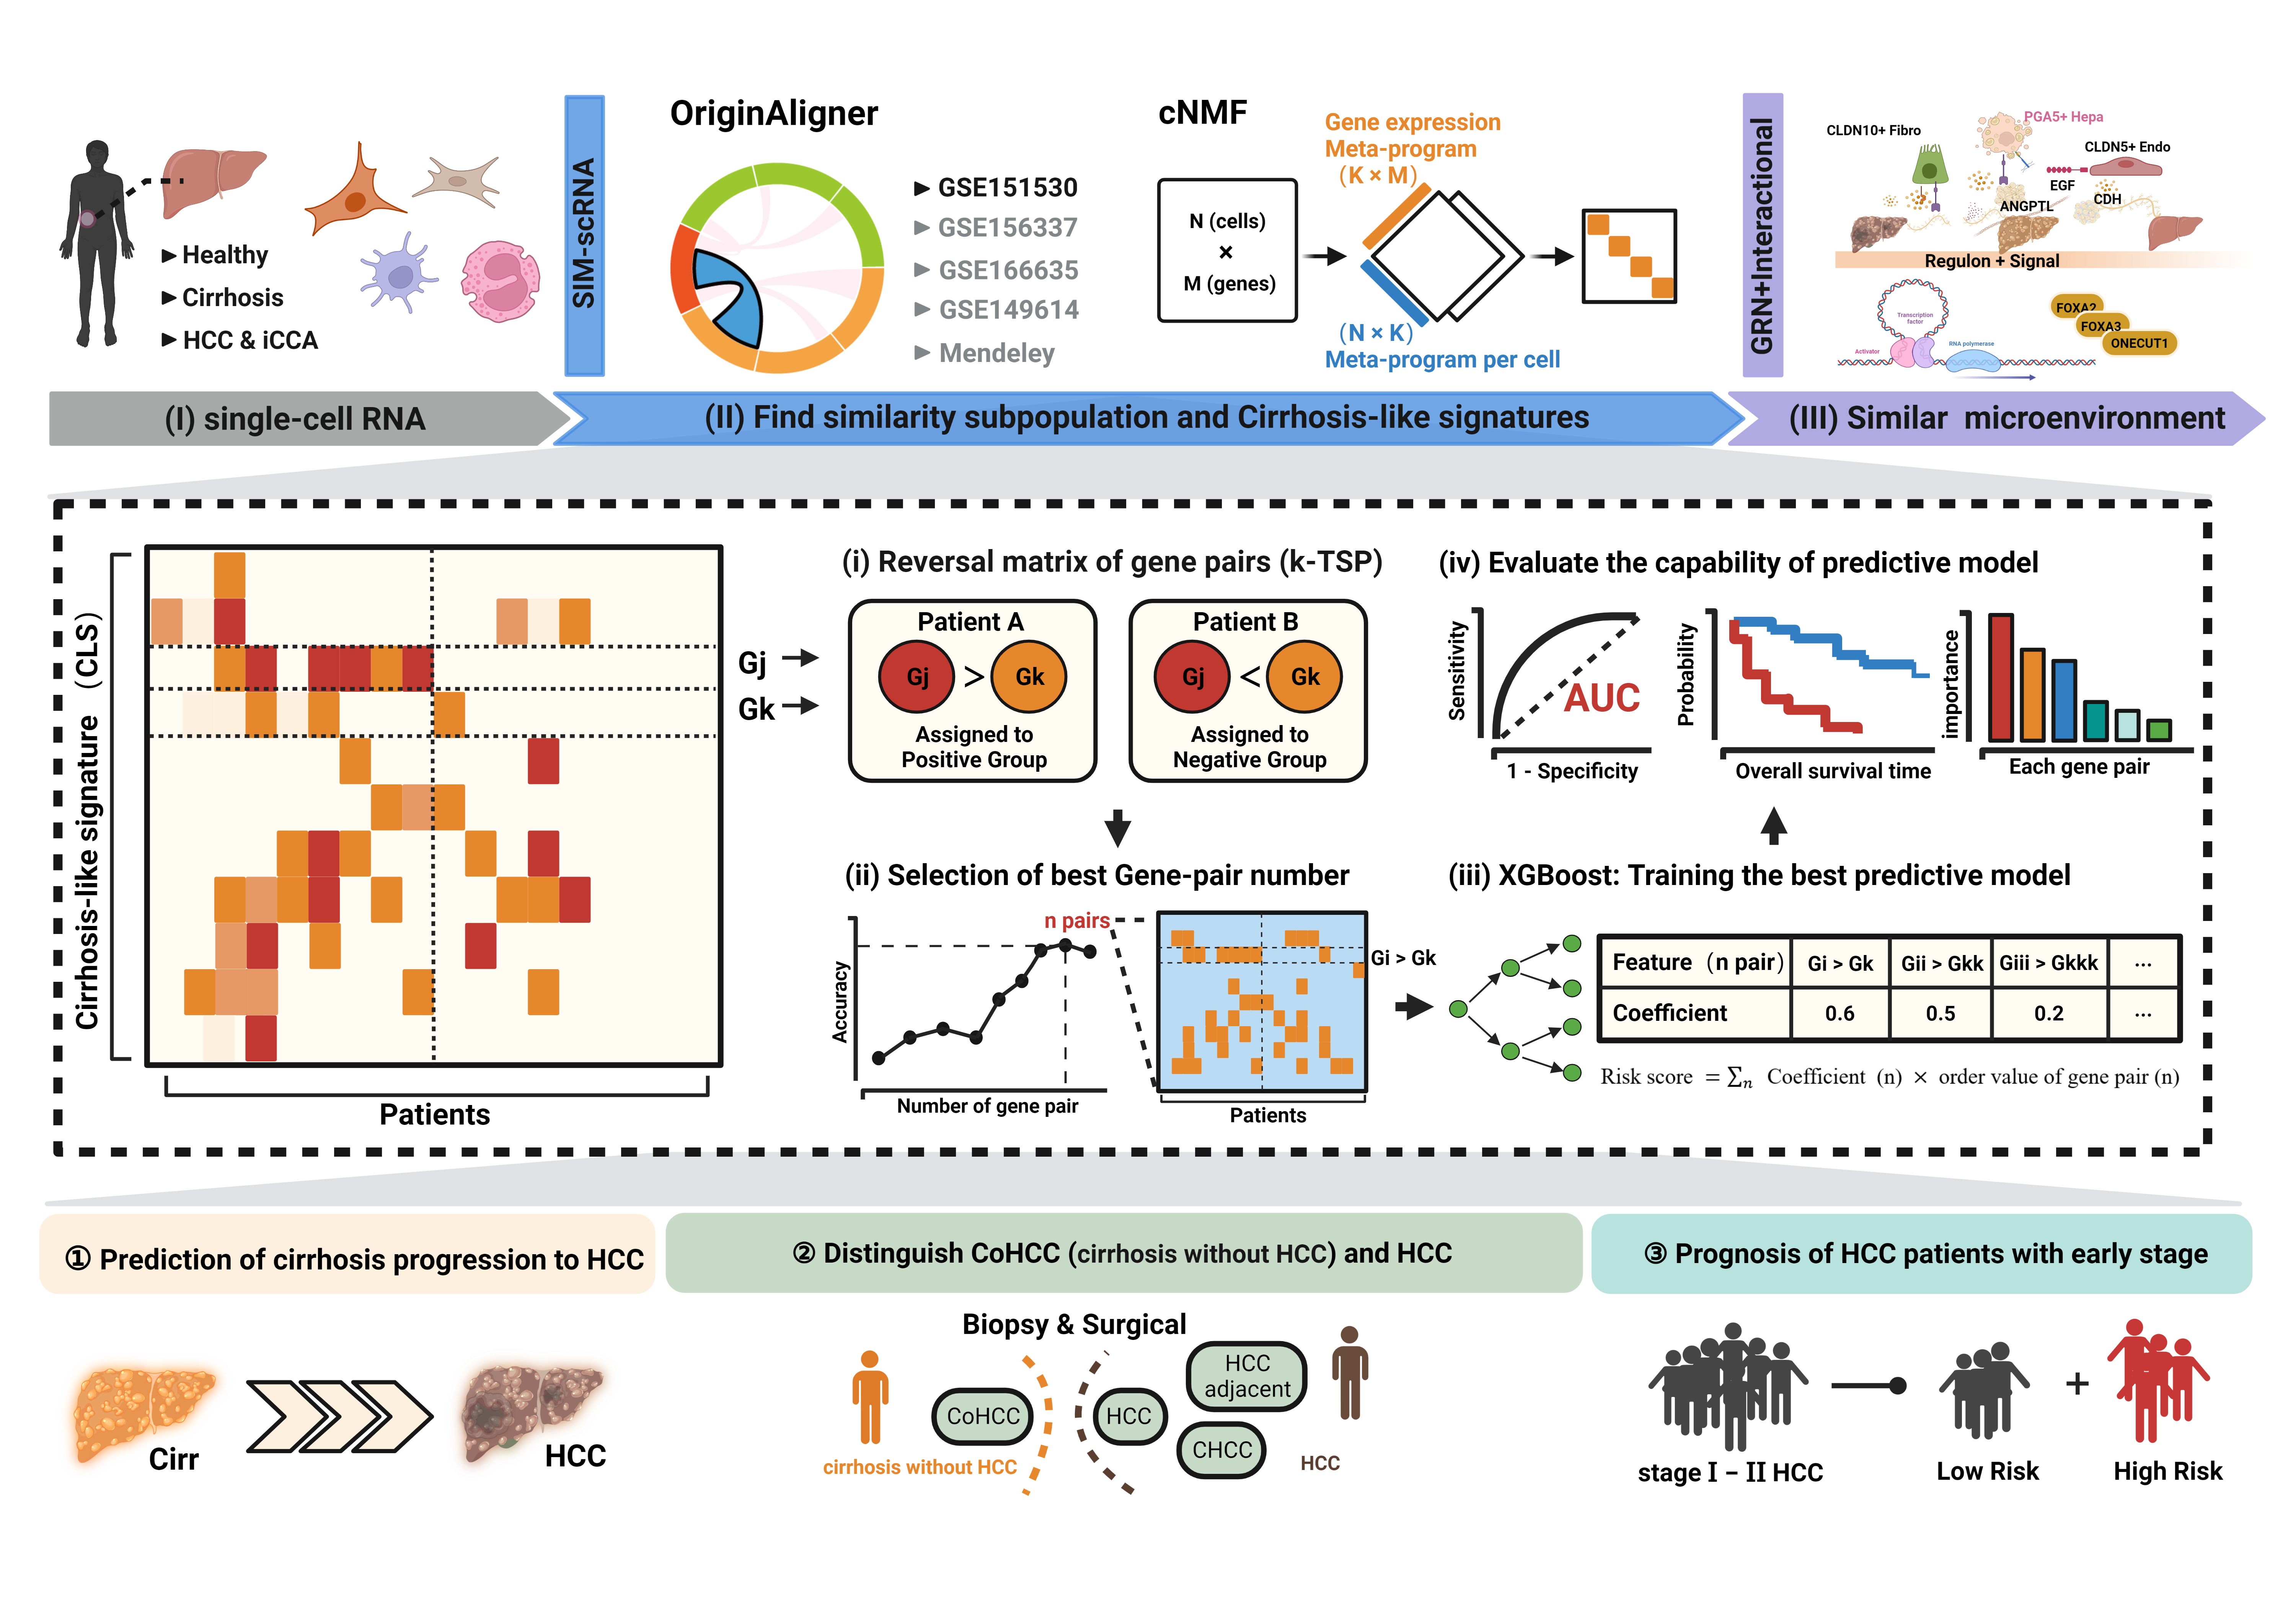 Healthy
Cirrhosis
HCC & iCCA
SIM-scRNA
OriginAligner
GSE151530
GSE156337
GSE166635
GSE149614
Mendeley
cNMF
N (cells)
×
M (genes)
Gene expression
Meta-program
(K × M)
(N × K)
Meta-program per cell
GRN+Interactional
CLDN10+ Fibro
PGA5+ Hepa
CLDN5+ Endo
EGF
ANGPTL
CDH
Regulon + Signal
Transcription
factor
Activator
RNA polymerase
FOXA2
FOXA3
ONECUT1
(I) single-cell RNA
(II) Find similarity subpopulation and Cirrhosis-like signatures
(III) Similar microenvironment
Cirrhosis-like signature (CLS)
Patients
Gj
Gk
(i) Reversal matrix of gene pairs (k-TSP)
Patient A
Gj > Gk
Assigned to
Positive Group
Patient B
Gj < Gk
Assigned to
Negative Group
(ii) Selection of best Gene-pair number
n pairs
Accuracy
Number of gene pair
Gi > Gk
Patients
(iv) Evaluate the capability of predictive model
Sensitivity
AUC
1 - Specificity
Probability
Overall survival time
importance
Each gene pair
(iii) XGBoost: Training the best predictive model
Feature (n pair) Gi > Gk Gii > Gkk Giii > Gkkk ...
Coefficient 0.6 0.5 0.2 ...
Risk score = ∑n Coefficient (n) × order value of gene pair (n)
① Prediction of cirrhosis progression to HCC
Cirr
HCC
② Distinguish CoHCC (cirrhosis without HCC) and HCC
Biopsy & Surgical
CoHCC
cirrhosis without HCC
HCC
HCC
adjacent
CHCC
HCC
③ Prognosis of HCC patients with early stage
stage I – II HCC
+
Low Risk
High Risk